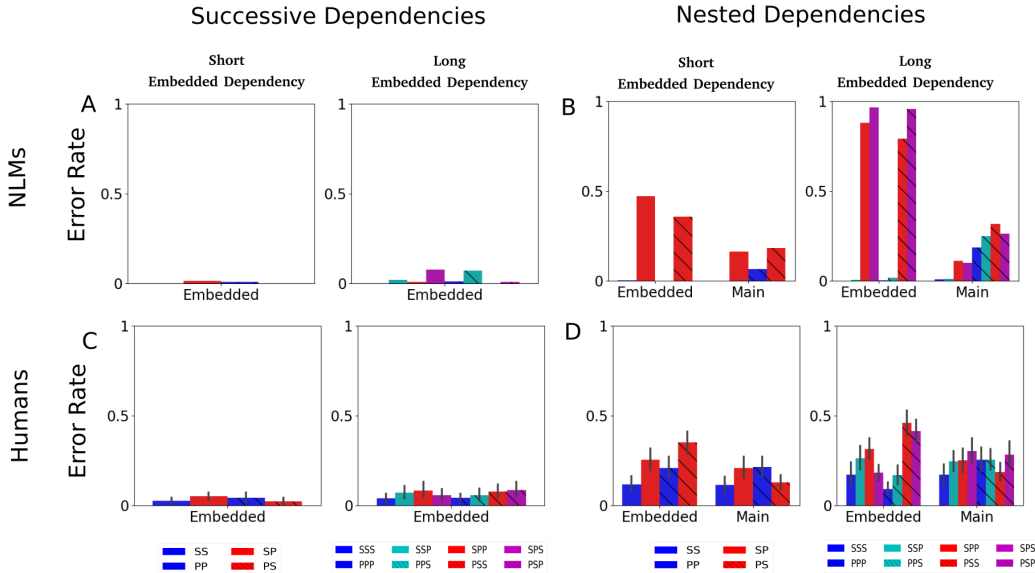 Successive Dependencies
Nested Dependencies
Short
Embedded Dependency
Long
Embedded Dependency
Short
Embedded Dependency
Long
Embedded Dependency
NLMs
A
Error Rate
1
0.5
0
Embedded
1
0.5
0
Embedded
B
1
0.5
0
Embedded
Main
1
0.5
0
Embedded
Main
Humans
C
Error Rate
1
0.5
0
Embedded
1
0.5
0
Embedded
D
1
0.5
0
Embedded
Main
1
0.5
0
Embedded
Main
SS SP
PP PS
SSS SSP SPP SPS
PPP PPS PSS PSP
SS SP
PP PS
SSS SSP SPP SPS
PPP PPS PSS PSP